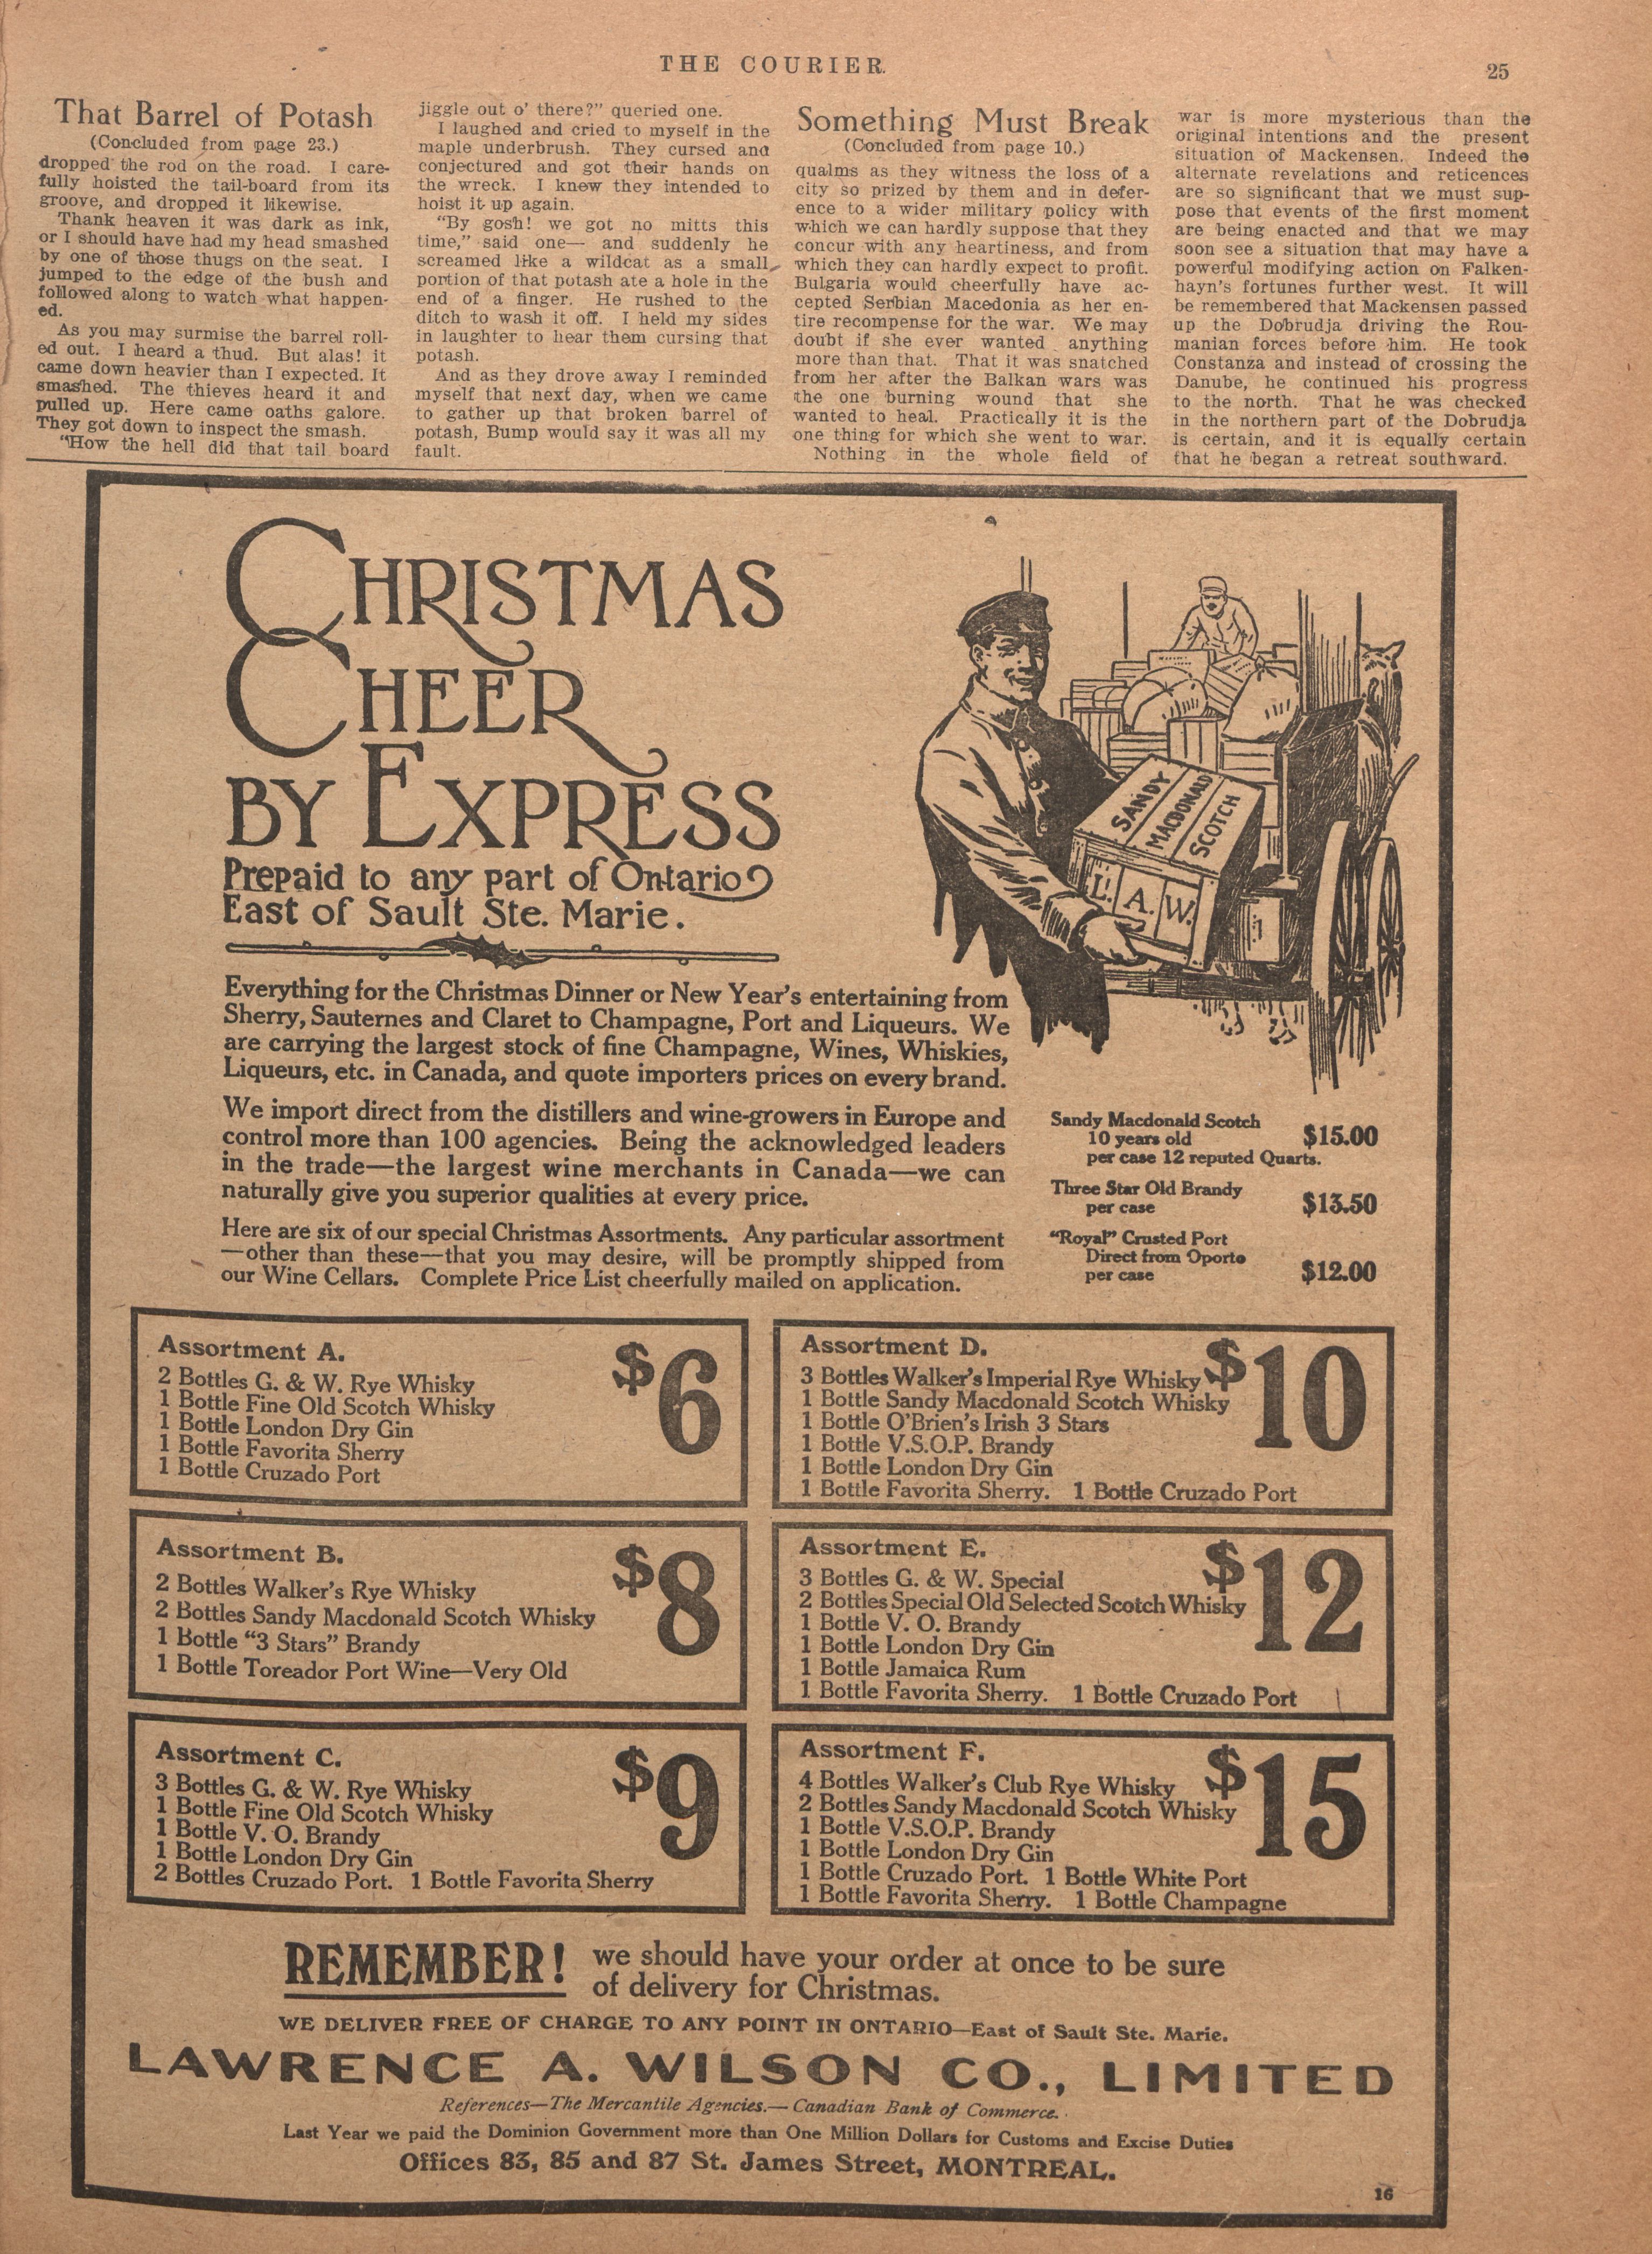 THE COURIER.
25
That Barrel of Potash
(Concluded from page 23.)
dropped the rod on the road. I care-
fully hoisted the tail-board from its
groove, and dropped it likewise.
Thank heaven it was dark as ink,
or I should have had my head smashed
by one of those thugs on the seat. I
jumped to the edge of the bush and
followed along to watch what happen-
ed.
As you may surmise the barrel roll-
ed out. I heard a thud. But alas! it
came down heavier than I expected. It
smashed. The thieves heard it and
pulled up. Here came oaths galore.
They got down to inspect the smash.
"How the hell did that tail board
jiggle out o' there?" queried one.
I laughed and cried to myself in the
maple underbrush. They cursed and
conjectured and got their hands on
the wreck. I knew they intended to
hoist it up again.
"By gosh! we got no mitts this
time," said one— and suddenly he
screamed like a wildcat as a small
portion of that potash ate a hole in the
end of a finger. He rushed to the
ditch to wash it off. I held my sides
in laughter to hear them cursing that
potash.
And as they drove away I reminded
myself that next day, when we came
to gather up that broken barrel of
potash, Bump would say it was all my
fault.
Something Must Break
(Concluded from page 10.)
qualms as they witness the loss of a
city so prized by them and in defer-
ence to a wider military policy with
which we can hardly suppose that they
concur with any heartiness, and from
which they can hardly expect to profit.
Bulgaria would cheerfully have ac-
cepted Serbian Macedonia as her en-
tire recompense for the war. We may
doubt if she ever wanted anything
more than that. That it was snatched
from her after the Balkan wars was
the one burning wound that she
wanted to heal. Practically it is the
one thing for which she went to war.
Nothing in the whole field of
war is more mysterious than the
original intentions and the present
situation of Mackensen. Indeed the
alternate revelations and reticences
are so significant that we must sup-
pose that events of the first moment
are being enacted and that we may
soon see a situation that may have a
powerful modifying action on Falken-
hayn's fortunes further west. It will
be remembered that Mackensen passed
up the Dobrudja driving the Rou-
manian forces before him. He took
Constanza and instead of crossing the
Danube, he continued his progress
to the north. That he was checked
in the northern part of the Dobrudja
is certain, and it is equally certain
that he began a retreat southward.
CHRISTMAS
CHEER
BY EXPRESS
Prepaid to any part of Ontario
East of Sault Ste. Marie.
SANDY
MACDONALD
SCOTCH
L. A. W.
Everything for the Christmas Dinner or New Year's entertaining from
Sherry, Sauternes and Claret to Champagne, Port and Liqueurs. We
are carrying the largest stock of fine Champagne, Wines, Whiskies,
Liqueurs, etc. in Canada, and quote importers prices on every brand.
We import direct from the distillers and wine-growers in Europe and
control more than 100 agencies. Being the acknowledged leaders
in the trade—the largest wine merchants in Canada—we can
naturally give you superior qualities at every price.
Here are six of our special Christmas Assortments. Any particular assortment
—other than these—that you may desire, will be promptly shipped from
our Wine Cellars. Complete Price List cheerfully mailed on application.
Sandy Macdonald Scotch
10 years old $15.00
per case 12 reputed Quarts.
Three Star Old Brandy
per case $13.50
"Royal" Crusted Port
Direct from Oporto
per case $12.00
Assortment A. $6
2 Bottles G. & W. Rye Whisky
1 Bottle Fine Old Scotch Whisky
1 Bottle London Dry Gin
1 Bottle Favorita Sherry
1 Bottle Cruzado Port
Assortment B. $8
2 Bottles Walker's Rye Whisky
2 Bottles Sandy Macdonald Scotch Whisky
1 Bottle "3 Stars" Brandy
1 Bottle Toreador Port Wine—Very Old
Assortment C. $9
3 Bottles G. & W. Rye Whisky
1 Bottle Fine Old Scotch Whisky
1 Bottle V. O. Brandy
1 Bottle London Dry Gin
2 Bottles Cruzado Port. 1 Bottle Favorita Sherry
Assortment D. $10
3 Bottles Walker's Imperial Rye Whisky
1 Bottle Sandy Macdonald Scotch Whisky
1 Bottle O'Brien's Irish 3 Stars
1 Bottle V.S.O.P. Brandy
1 Bottle London Dry Gin
1 Bottle Favorita Sherry. 1 Bottle Cruzado Port
Assortment E. $12
3 Bottles G. & W. Special
2 Bottles Special Old Selected Scotch Whisky
1 Bottle V. O. Brandy
1 Bottle London Dry Gin
1 Bottle Jamaica Rum
1 Bottle Favorita Sherry. 1 Bottle Cruzado Port
Assortment F. $15
4 Bottles Walker's Club Rye Whisky
2 Bottles Sandy Macdonald Scotch Whisky
1 Bottle V.S.O.P. Brandy
1 Bottle London Dry Gin
1 Bottle Cruzado Port. 1 Bottle White Port
1 Bottle Favorita Sherry. 1 Bottle Champagne
REMEMBER! we should have your order at once to be sure
of delivery for Christmas.
WE DELIVER FREE OF CHARGE TO ANY POINT IN ONTARIO—East of Sault Ste. Marie.
LAWRENCE A. WILSON CO., LIMITED
References—The Mercantile Agencies.—Canadian Bank of Commerce.
Last Year we paid the Dominion Government more than One Million Dollars for Customs and Excise Duties
Offices 83, 85 and 87 St. James Street, MONTREAL.
16